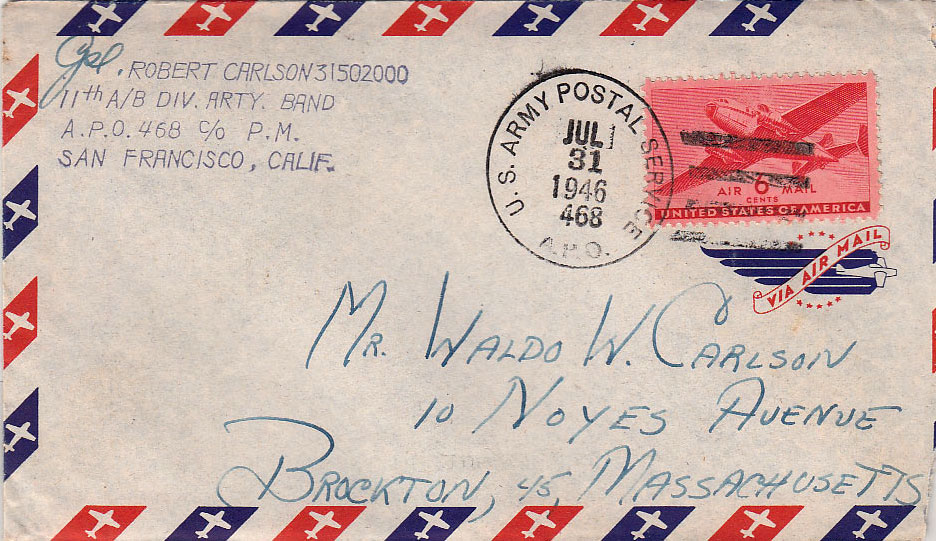 Cpl. ROBERT CARLSON 31502000
11th A/B DIV. ARTY. BAND
A.P.O. 468 c/o P.M.
SAN FRANCISCO, CALIF.
U.S. ARMY POSTAL SERVICE
JUL
31
1946
468
A.P.O.
AIR 6 MAIL
CENTS
UNITED STATES OF AMERICA
VIA AIR MAIL
MR. WALDO W. CARLSON
10 NOYES AVENUE
BROCKTON, 45, MASSACHUSETTS